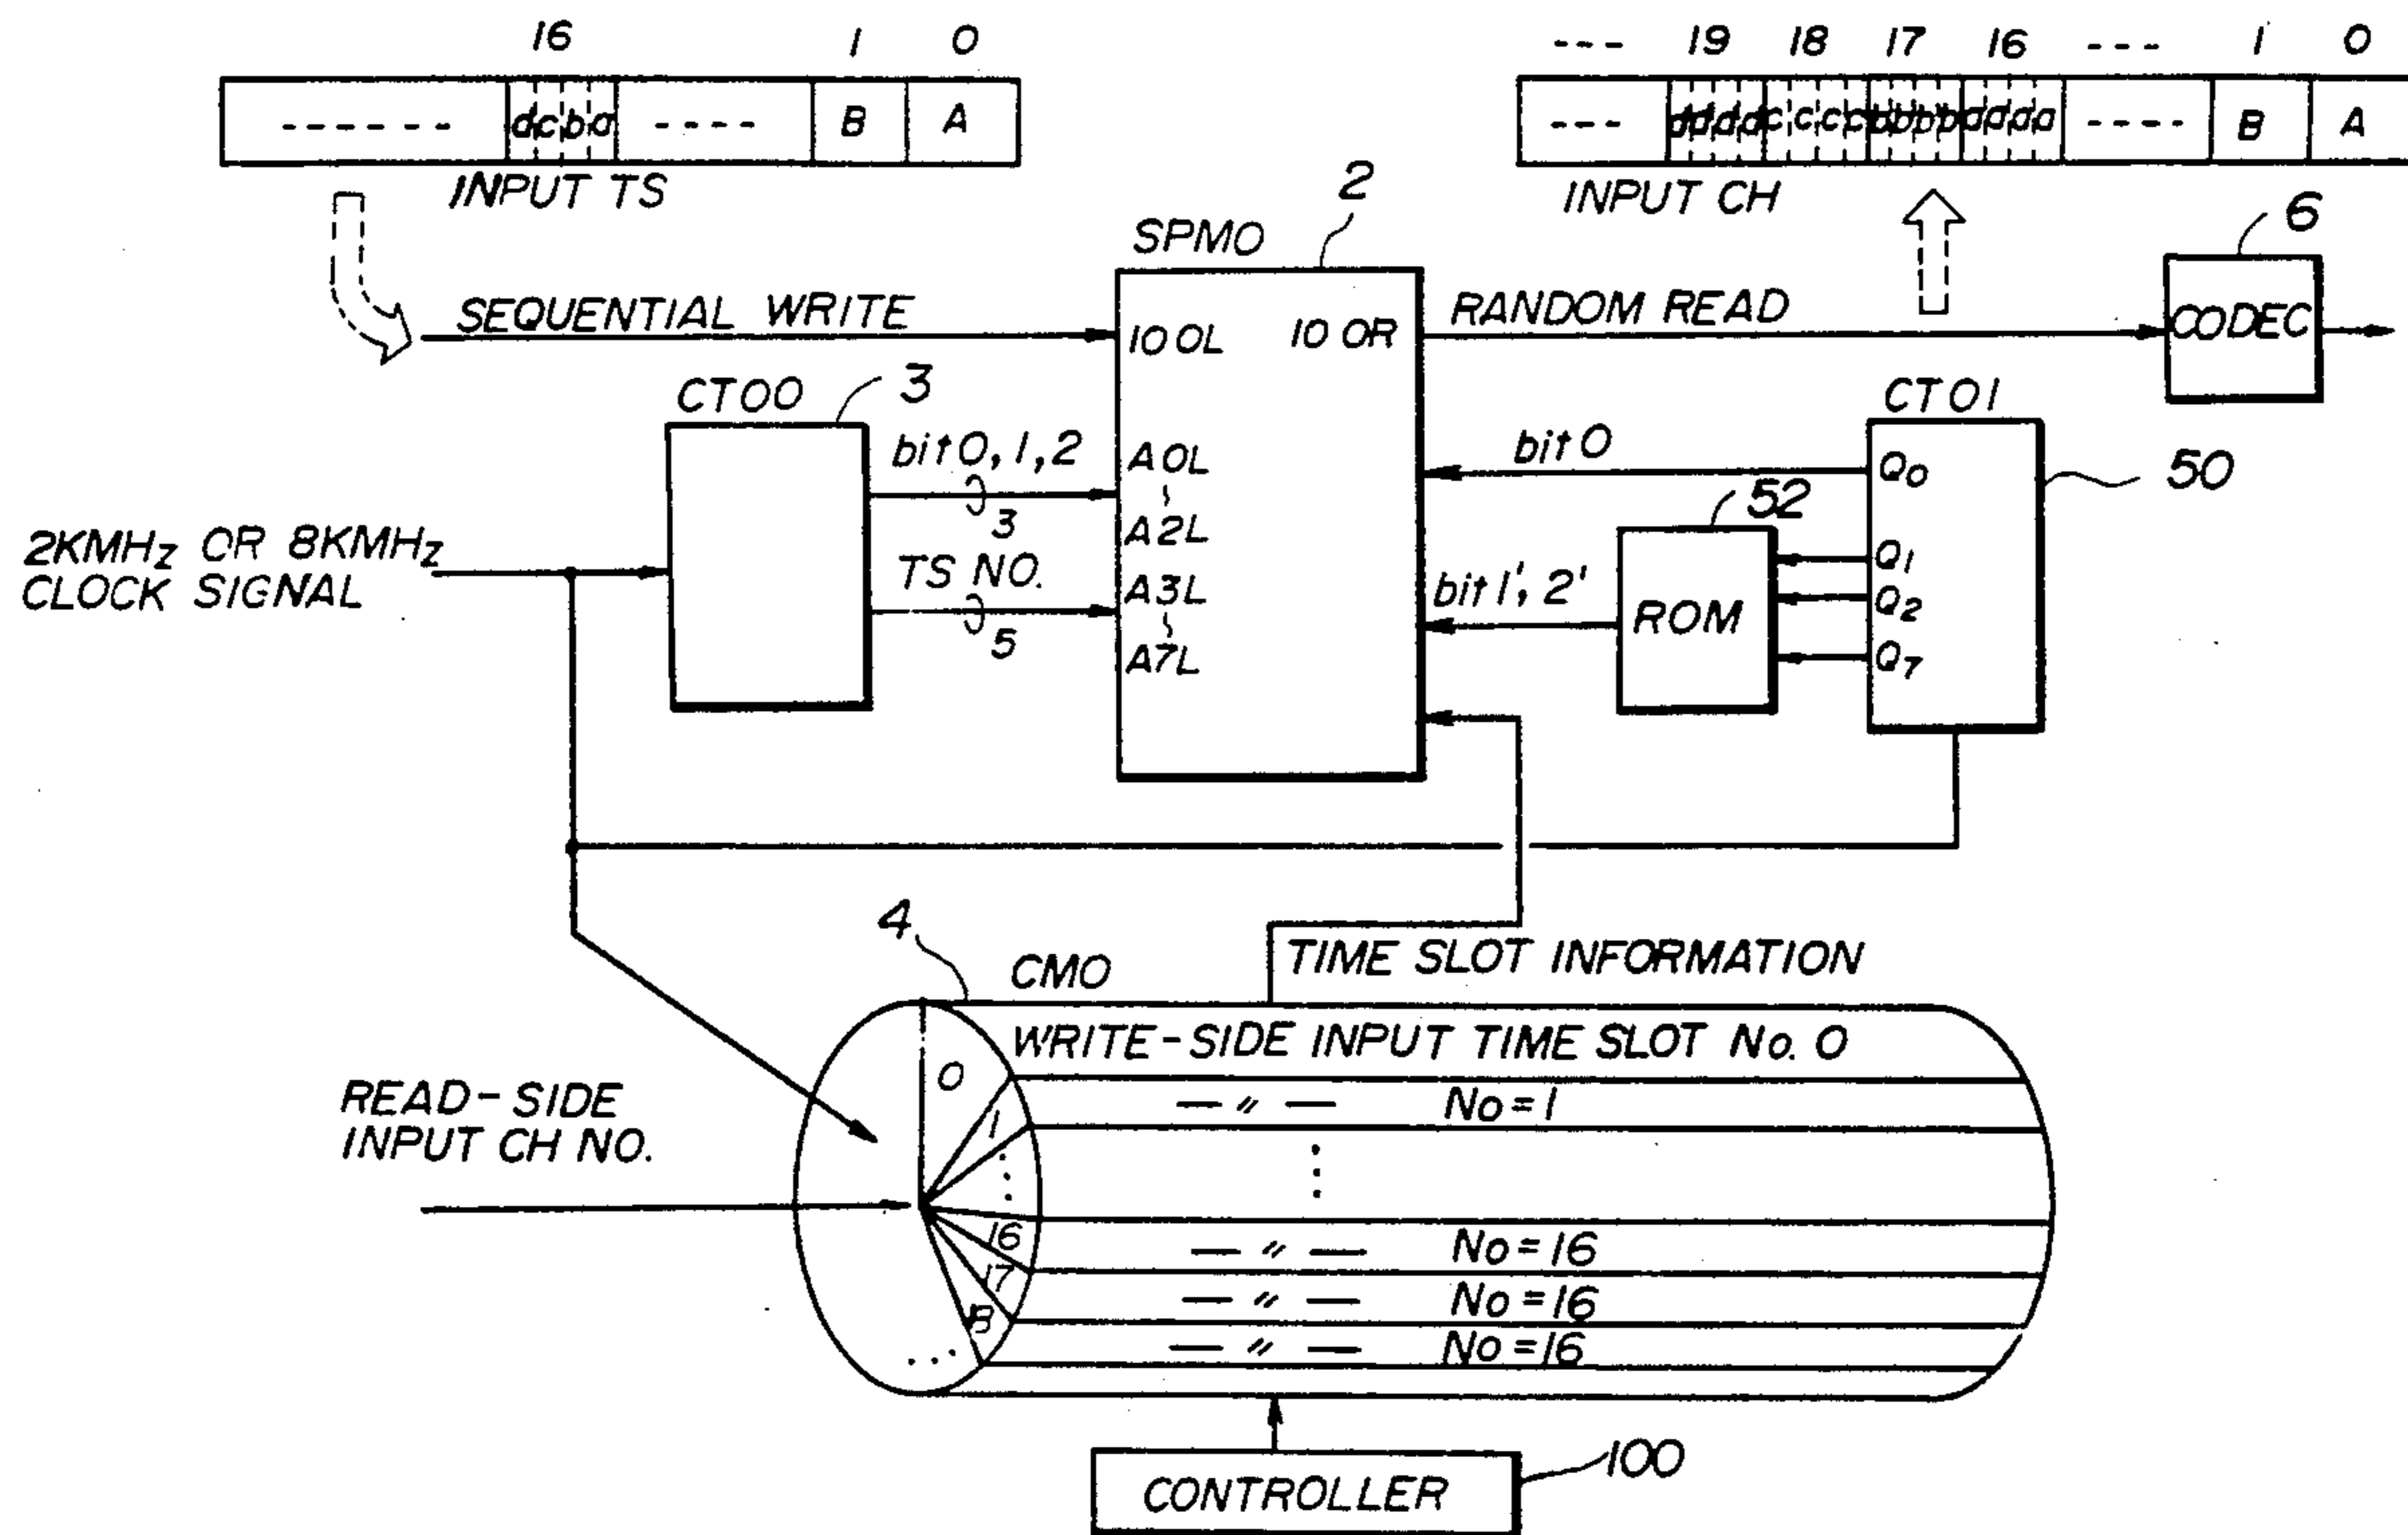 16 1 0
------ d c b a ---- B A
INPUT TS
--- 19 18 17 16 --- 1 0
--- d d d d c c c c b b b b a a a a ---- B A
INPUT CH
2
SPMO
6
SEQUENTIAL WRITE
IO OL
IO OR
RANDOM READ
CODEC
CT00
3
bit 0, 1, 2
3
TS NO.
5
A0L
A2L
A3L
A7L
2KMHz OR 8KMHz
CLOCK SIGNAL
CT01
bit 0
Q0
50
52
Q1
Q2
Q7
ROM
bit 1', 2'
4
CMO
TIME SLOT INFORMATION
WRITE-SIDE INPUT TIME SLOT No. 0
0
1
— 〃 — No=1
READ-SIDE
INPUT CH NO.
16
— 〃 — No=16
17
— 〃 — No=16
18
— 〃 — No=16
CONTROLLER
100